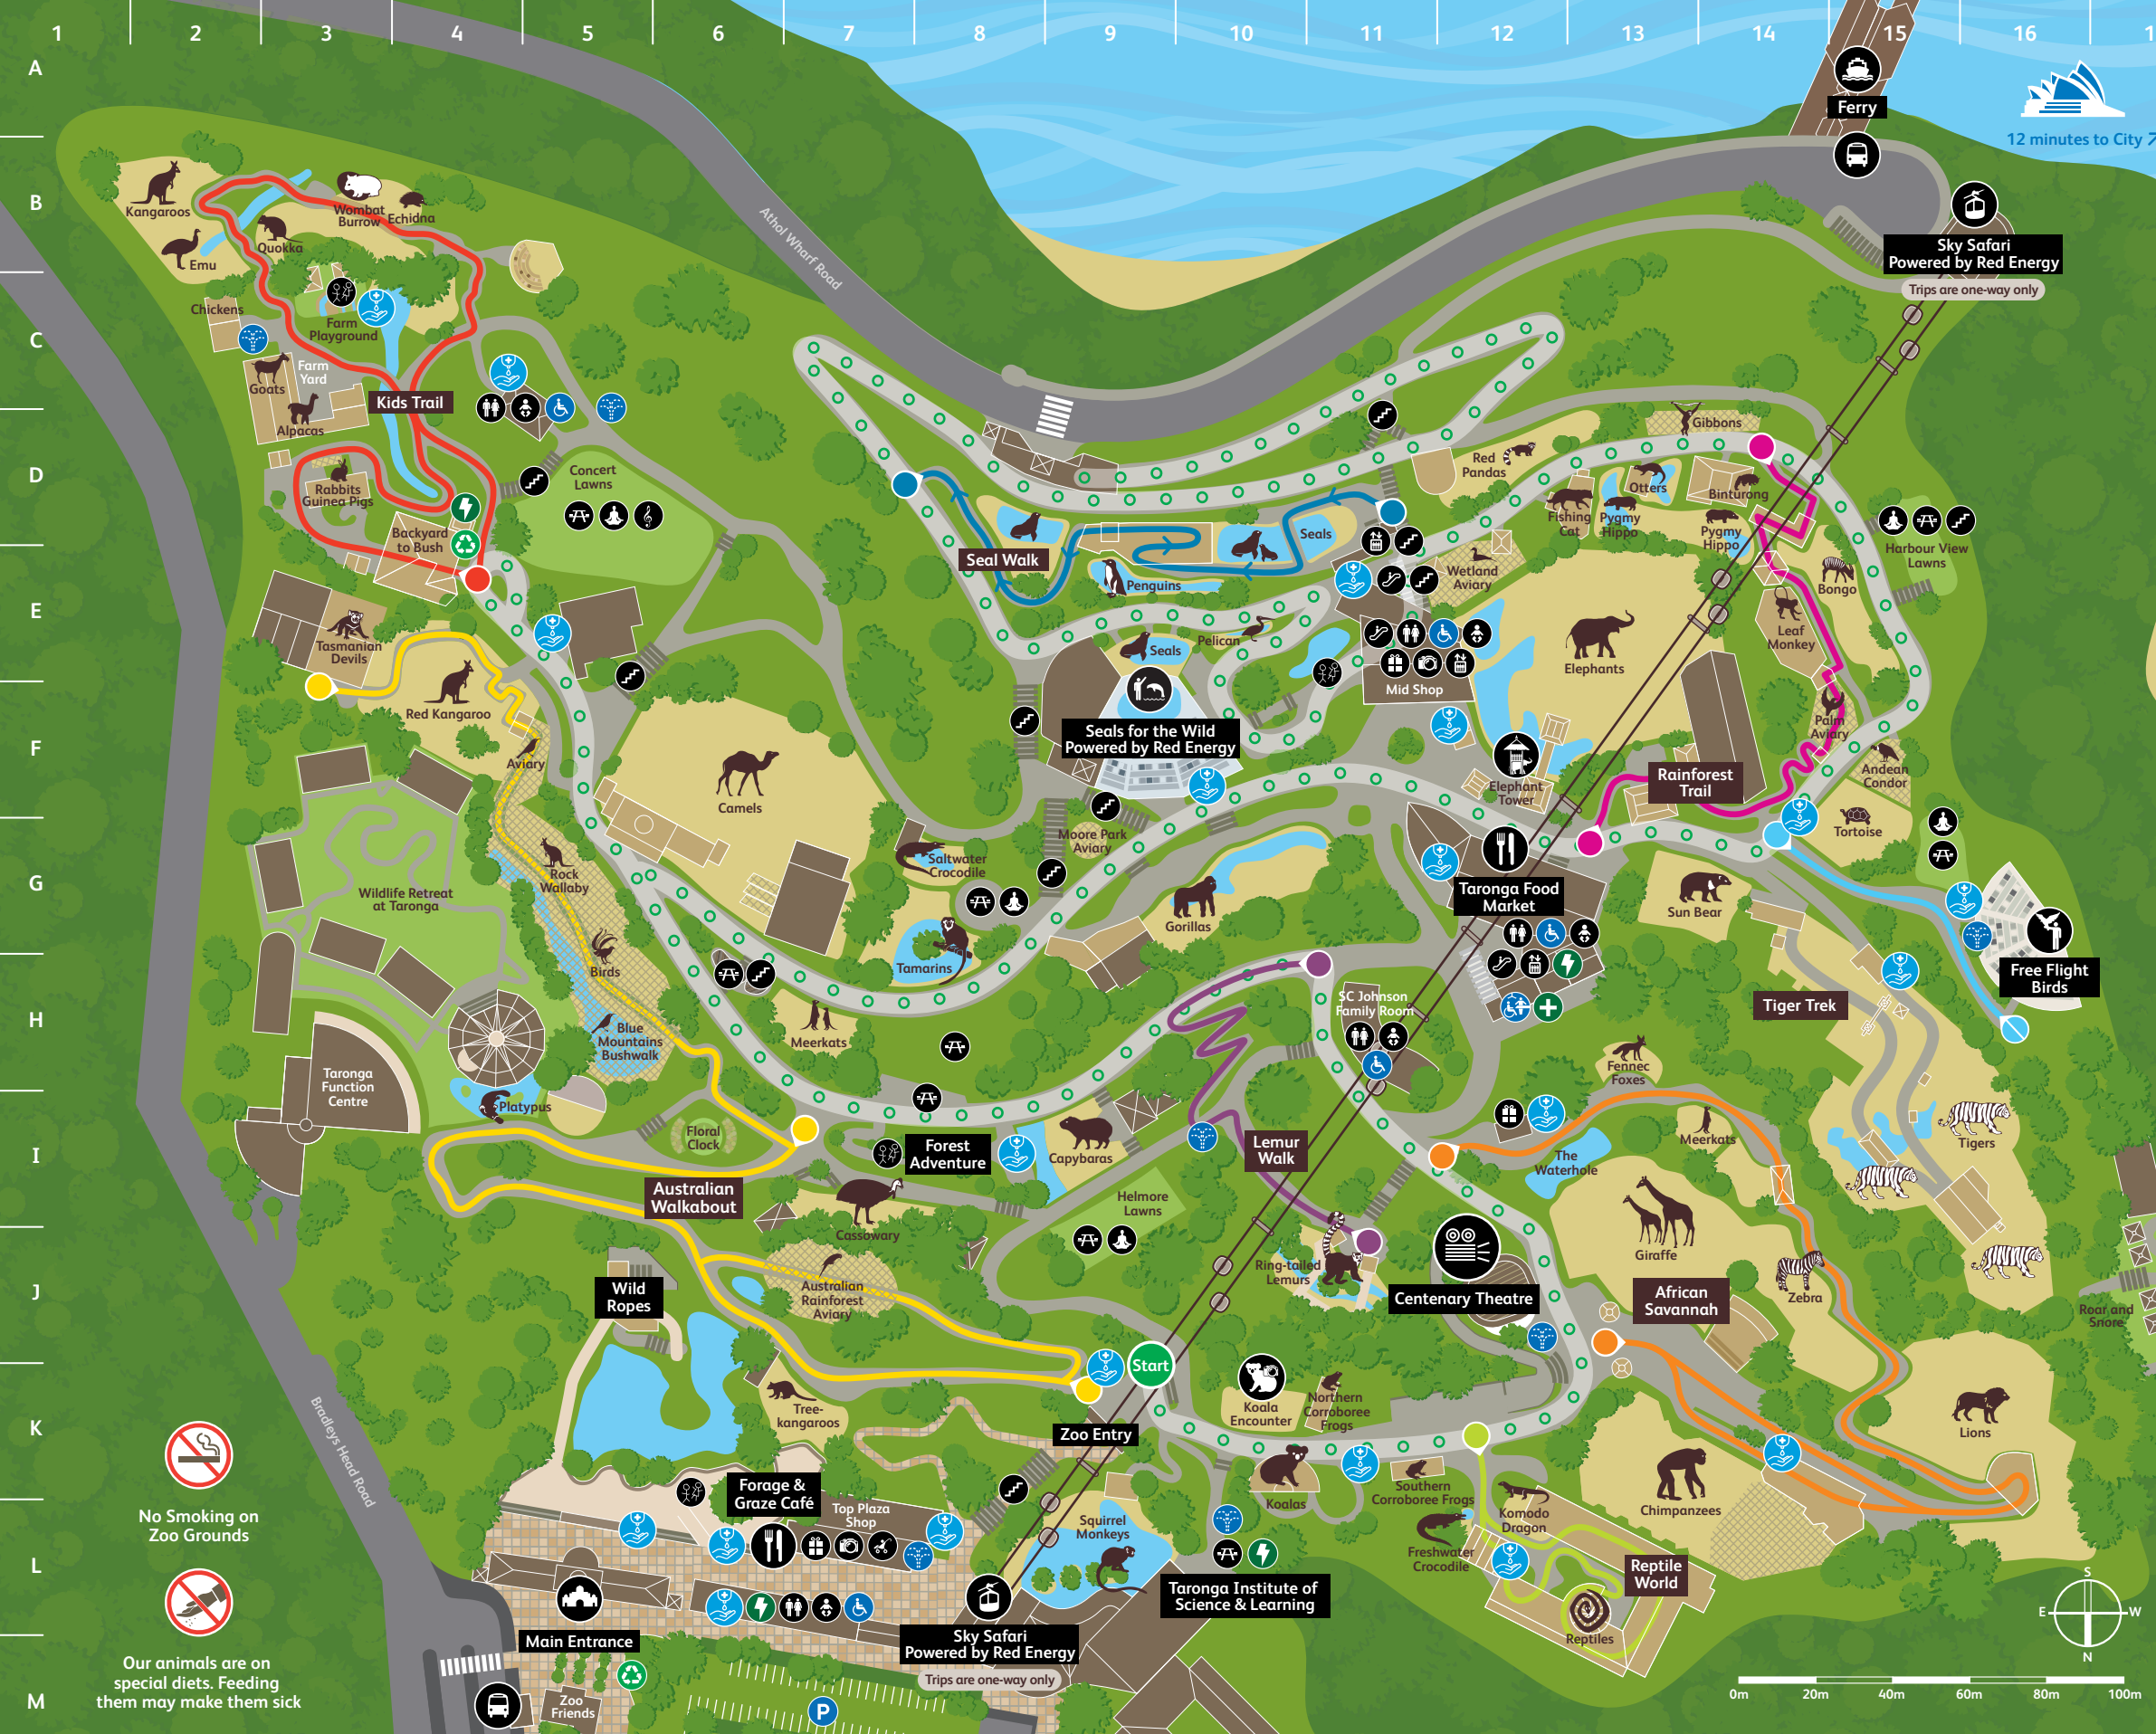 1 2 3 4 5 6 7 8 9 10 11 12 13 14 15 16 1
A
B
C
D
E
F
G
H
I
J
K
L
M
Ferry
12 minutes to City
Sky Safari
Powered by Red Energy
Trips are one-way only
Athol Wharf Road
Kangaroos
Wombat
Burrow
Echidna
Quokka
Emu
Chickens
Farm
Playground
Farm
Yard
Goats
Kids Trail
Alpacas
Rabbits
Guinea Pigs
Concert
Lawns
Backyard
to Bush
Tasmanian
Devils
Red Kangaroo
Aviary
Seal Walk
Seals
Penguins
Pelican
Seals
Seals for the Wild
Powered by Red Energy
Red
Pandas
Gibbons
Otters
Binturong
Fishing
Cat
Pygmy
Hippo
Pygmy
Hippo
Wetland
Aviary
Harbour View
Lawns
Bongo
Leaf
Monkey
Elephants
Mid Shop
Palm
Aviary
Andean
Condor
Rainforest
Trail
Elephant
Tower
Tortoise
Camels
Moore Park
Aviary
Saltwater
Crocodile
Rock
Wallaby
Wildlife Retreat
at Taronga
Gorillas
Taronga Food
Market
Sun Bear
Tamarins
Birds
Free Flight
Birds
Tiger Trek
SC Johnson
Family Room
Meerkats
Blue
Mountains
Bushwalk
Taronga
Function
Centre
Platypus
Fennec
Foxes
Floral
Clock
Forest
Adventure
Capybaras
Lemur
Walk
The
Waterhole
Meerkats
Tigers
Australian
Walkabout
Helmore
Lawns
Cassowary
Giraffe
Ring-tailed
Lemurs
Centenary Theatre
African
Savannah
Zebra
Roar and
Snore
Wild
Ropes
Australian
Rainforest
Aviary
Start
Tree-
kangaroos
Koala
Encounter
Northern
Corroboree
Frogs
Zoo Entry
Lions
Bradleys Head Road
Forage &
Graze Café
Top Plaza
Shop
Koalas
Southern
Corroboree Frogs
Komodo
Dragon
Chimpanzees
Squirrel
Monkeys
Freshwater
Crocodile
Reptile
World
Reptiles
Taronga Institute of
Science & Learning
No Smoking on
Zoo Grounds
Our animals are on
special diets. Feeding
them may make them sick
Main Entrance
Sky Safari
Powered by Red Energy
Trips are one-way only
Zoo
Friends
P
S
E W
N
0m 20m 40m 60m 80m 100m